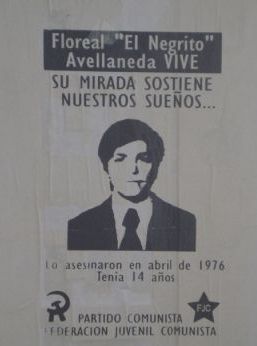 Floreal "El Negrito"
Avellaneda VIVE
SU MIRADA SOSTIENE
NUESTROS SUEÑOS...
Lo asesinaron en abril de 1976
Tenía 14 años
FJC
PARTIDO COMUNISTA
FEDERACION JUVENIL COMUNISTA